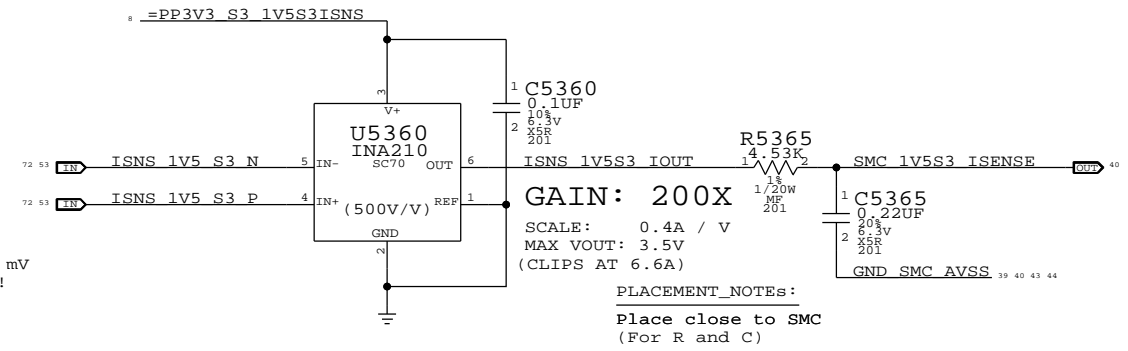 8 =PP3V3_S3_1V5S3ISNS
3
V+
U5360
INA210
SC70
1 C5360
0.1UF
10%
6.3V
2 X5R
201
72 53 IN ISNS_1V5_S3_N 5 IN- OUT 6 ISNS_1V5S3_IOUT
R5365
4.53K
1 2
1%
1/20W
MF
201
SMC_1V5S3_ISENSE OUT 40
72 53 IN ISNS_1V5_S3_P 4 IN+ (500V/V) REF 1
GND
2
GAIN: 200X
SCALE: 0.4A / V
MAX VOUT: 3.5V
(CLIPS AT 6.6A)
1 C5365
0.22UF
20%
6.3V
2 X5R
201
GND_SMC_AVSS 39 40 43 44
mV
!
PLACEMENT_NOTEs:
Place close to SMC
(For R and C)